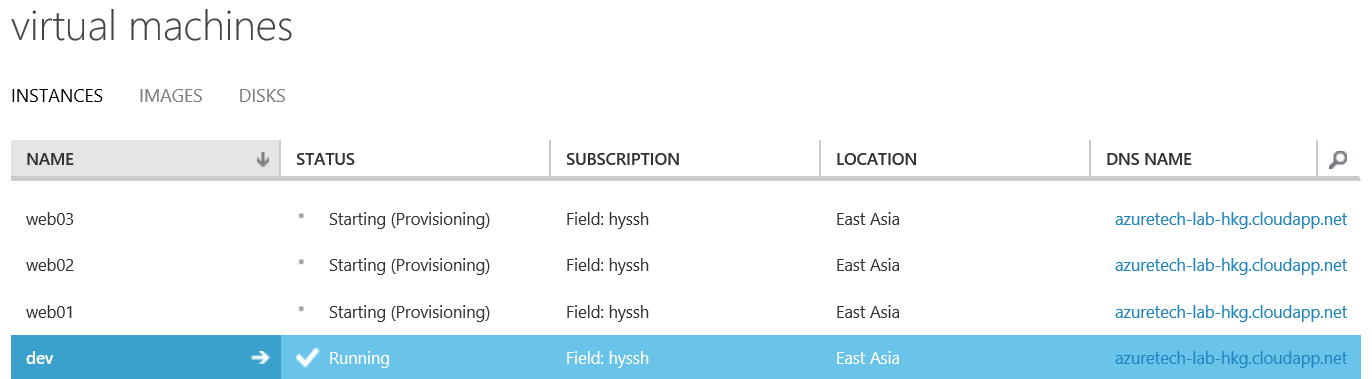 virtual machines
INSTANCES IMAGES DISKS
NAME STATUS SUBSCRIPTION LOCATION DNS NAME
web03 Starting (Provisioning) Field: hyssh East Asia azuretech-lab-hkg.cloudapp.net
web02 Starting (Provisioning) Field: hyssh East Asia azuretech-lab-hkg.cloudapp.net
web01 Starting (Provisioning) Field: hyssh East Asia azuretech-lab-hkg.cloudapp.net
dev Running Field: hyssh East Asia azuretech-lab-hkg.cloudapp.net